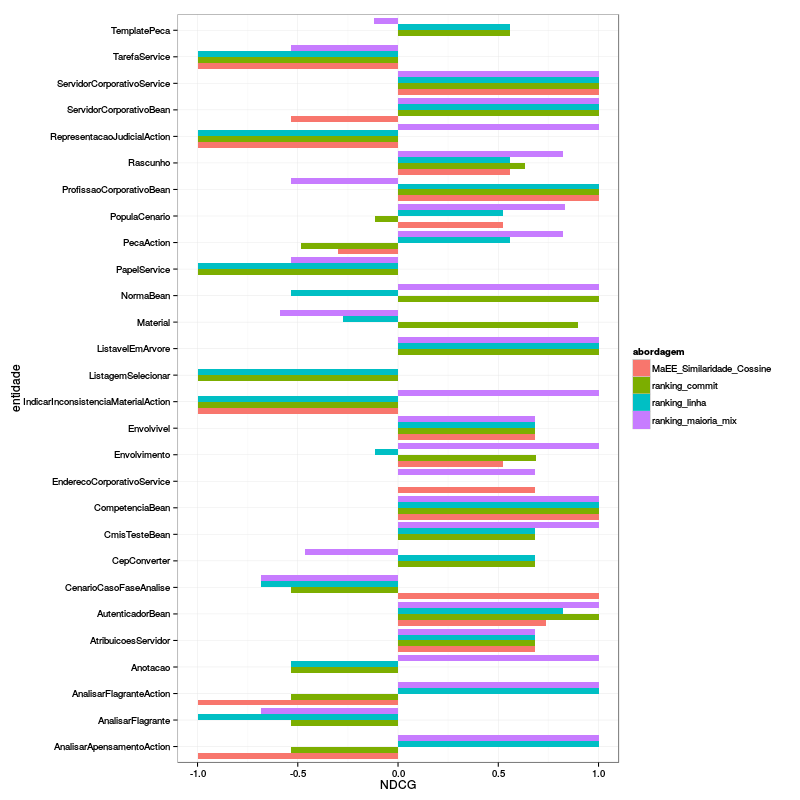 TemplatePeca
TarefaService
ServidorCorporativoService
ServidorCorporativoBean
RepresentacaoJudicialAction
Rascunho
ProfissaoCorporativoBean
PopulaCenario
PecaAction
PapelService
NormaBean
Material
ListavelEmArvore
ListagemSelecionar
IndicarInconsistenciaMaterialAction
Envolvivel
Envolvimento
EnderecoCorporativoService
CompetenciaBean
CmisTesteBean
CepConverter
CenarioCasoFaseAnalise
AutenticadorBean
AtribuicoesServidor
Anotacao
AnalisarFlagranteAction
AnalisarFlagrante
AnalisarApensamentoAction
entidade
-1.0 -0.5 0.0 0.5 1.0
NDCG
abordagem
MaEE_Similaridade_Cossine
ranking_commit
ranking_linha
ranking_maioria_mix